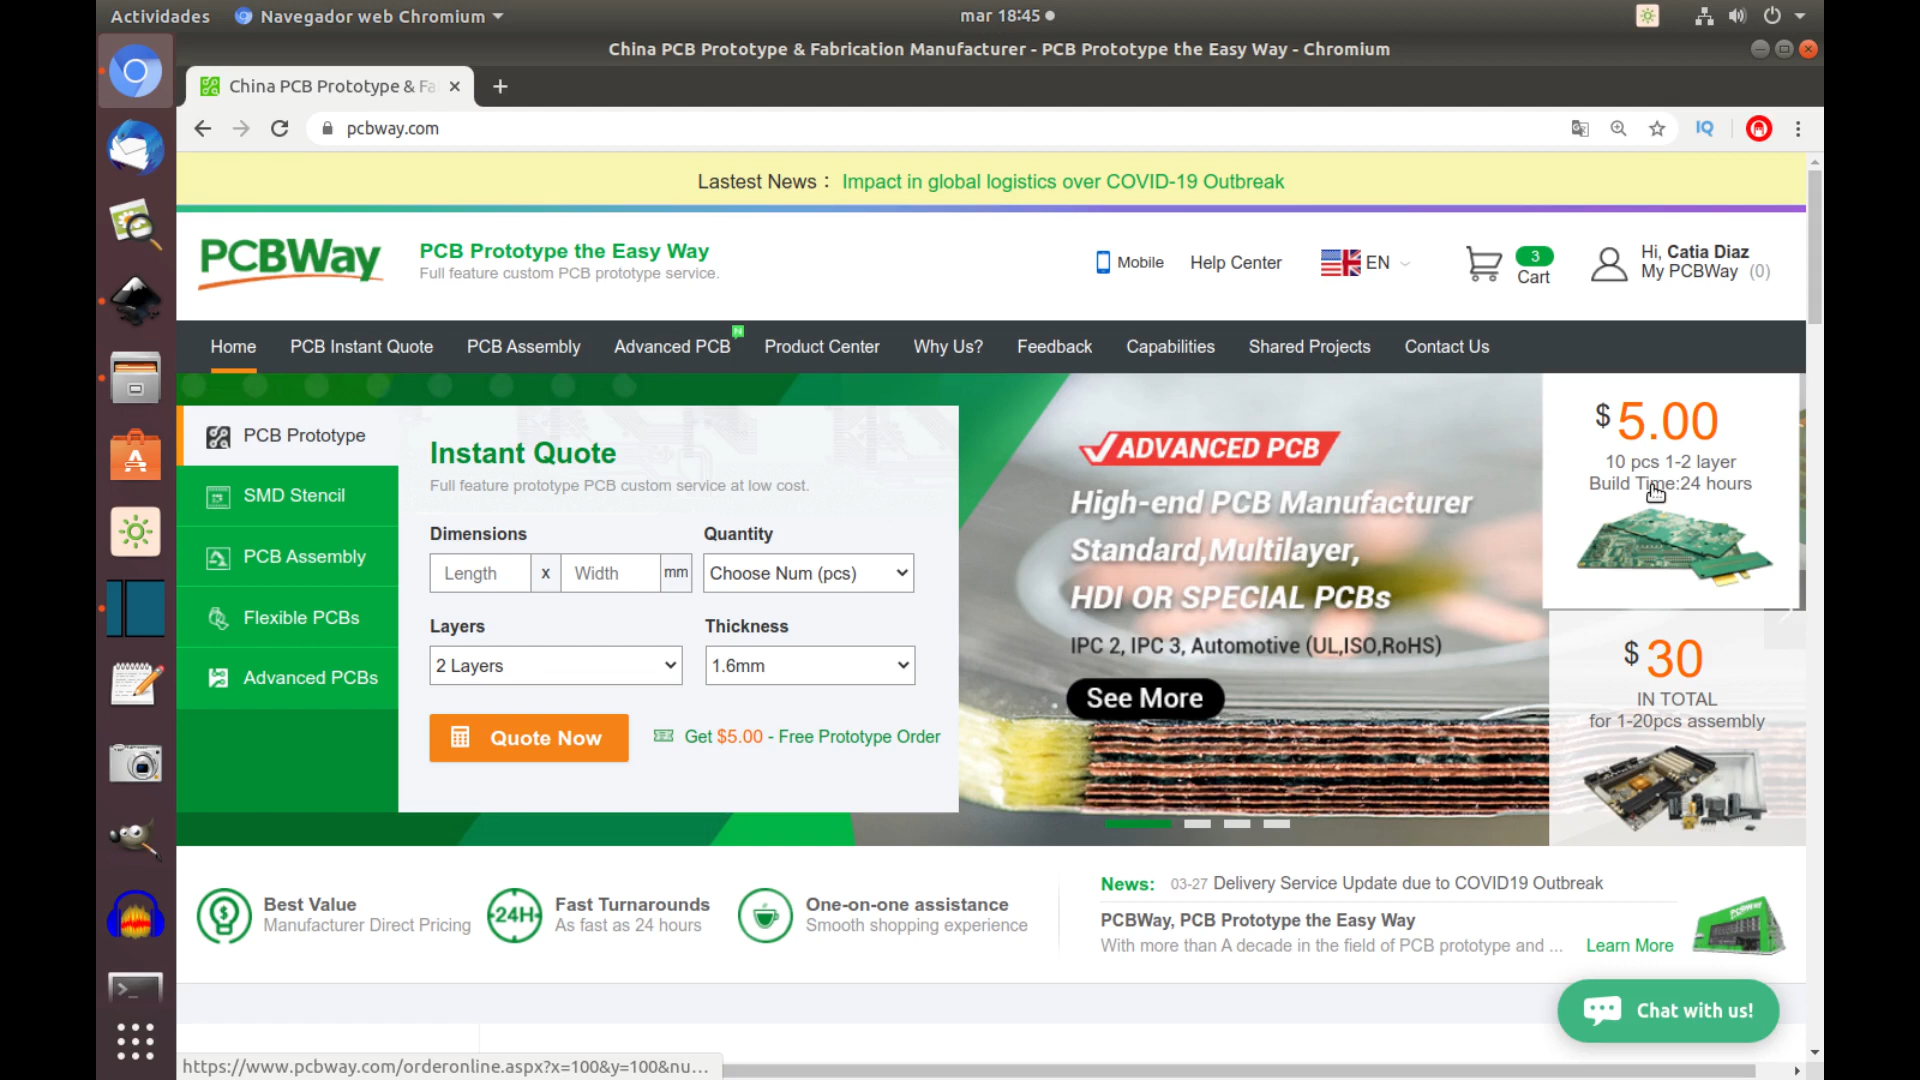 Actividades
Navegador web Chromium
mar 18:45
China PCB Prototype & Fabrication Manufacturer - PCB Prototype the Easy Way - Chromium
China PCB Prototype & Fa
pcbway.com
IQ
Lastest News : Impact in global logistics over COVID-19 Outbreak
PCBWay
PCB Prototype the Easy Way
Full feature custom PCB prototype service.
Mobile
Help Center
EN
3
Cart
Hi, Catia Diaz
My PCBWay (0)
N
Home
PCB Instant Quote
PCB Assembly
Advanced PCB
Product Center
Why Us?
Feedback
Capabilities
Shared Projects
Contact Us
PCB Prototype
SMD Stencil
PCB Assembly
Flexible PCBs
Advanced PCBs
Instant Quote
Full feature prototype PCB custom service at low cost.
Dimensions
Quantity
Length x Width mm
Choose Num (pcs)
Layers
Thickness
2 Layers
1.6mm
Quote Now
Get $5.00 - Free Prototype Order
ADVANCED PCB
High-end PCB Manufacturer
Standard,Multilayer,
HDI OR SPECIAL PCBs
IPC 2, IPC 3, Automotive (UL,ISO,RoHS)
See More
$5.00
10 pcs 1-2 layer
Build Time:24 hours
$30
IN TOTAL
for 1-20pcs assembly
Best Value
Manufacturer Direct Pricing
24H
Fast Turnarounds
As fast as 24 hours
One-on-one assistance
Smooth shopping experience
News: 03-27 Delivery Service Update due to COVID19 Outbreak
PCBWay, PCB Prototype the Easy Way
With more than A decade in the field of PCB prototype and ... Learn More
Chat with us!
https://www.pcbway.com/orderonline.aspx?x=100&y=100&nu...